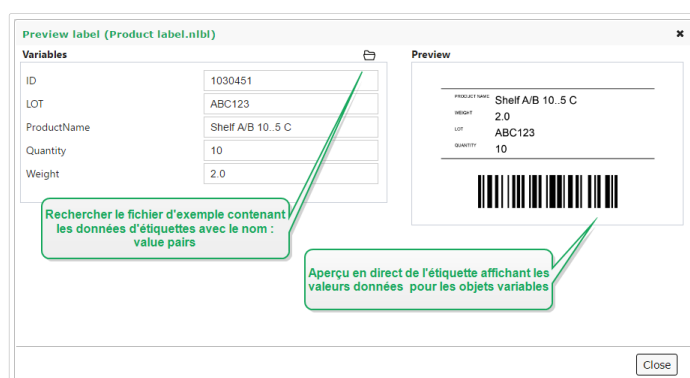 Preview label (Product label.nlbl)
Variables
ID 1030451
LOT ABC123
ProductName Shelf A/B 10..5 C
Quantity 10
Weight 2.0
Rechercher le fichier d'exemple contenant
les données d'étiquettes avec le nom :
value pairs
Preview
PRODUCT NAME Shelf A/B 10..5 C
WEIGHT 2.0
LOT ABC123
QUANTITY 10
Aperçu en direct de l'étiquette affichant les
valeurs données pour les objets variables
Close